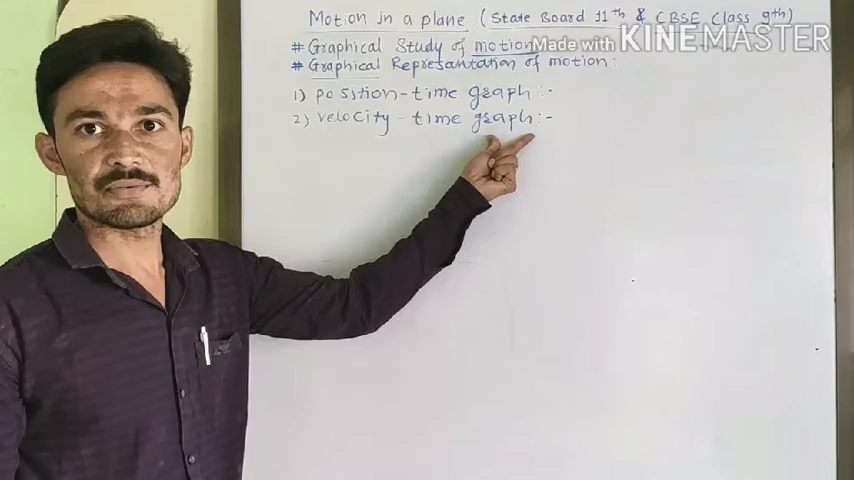 Motion in a plane (State Board 11th & CBSE Class 9th)
# Graphical Study of motion
Made with KINEMASTER
# Graphical Represantation of motion:
1) position-time graph :-
2) velocity - time graph :-